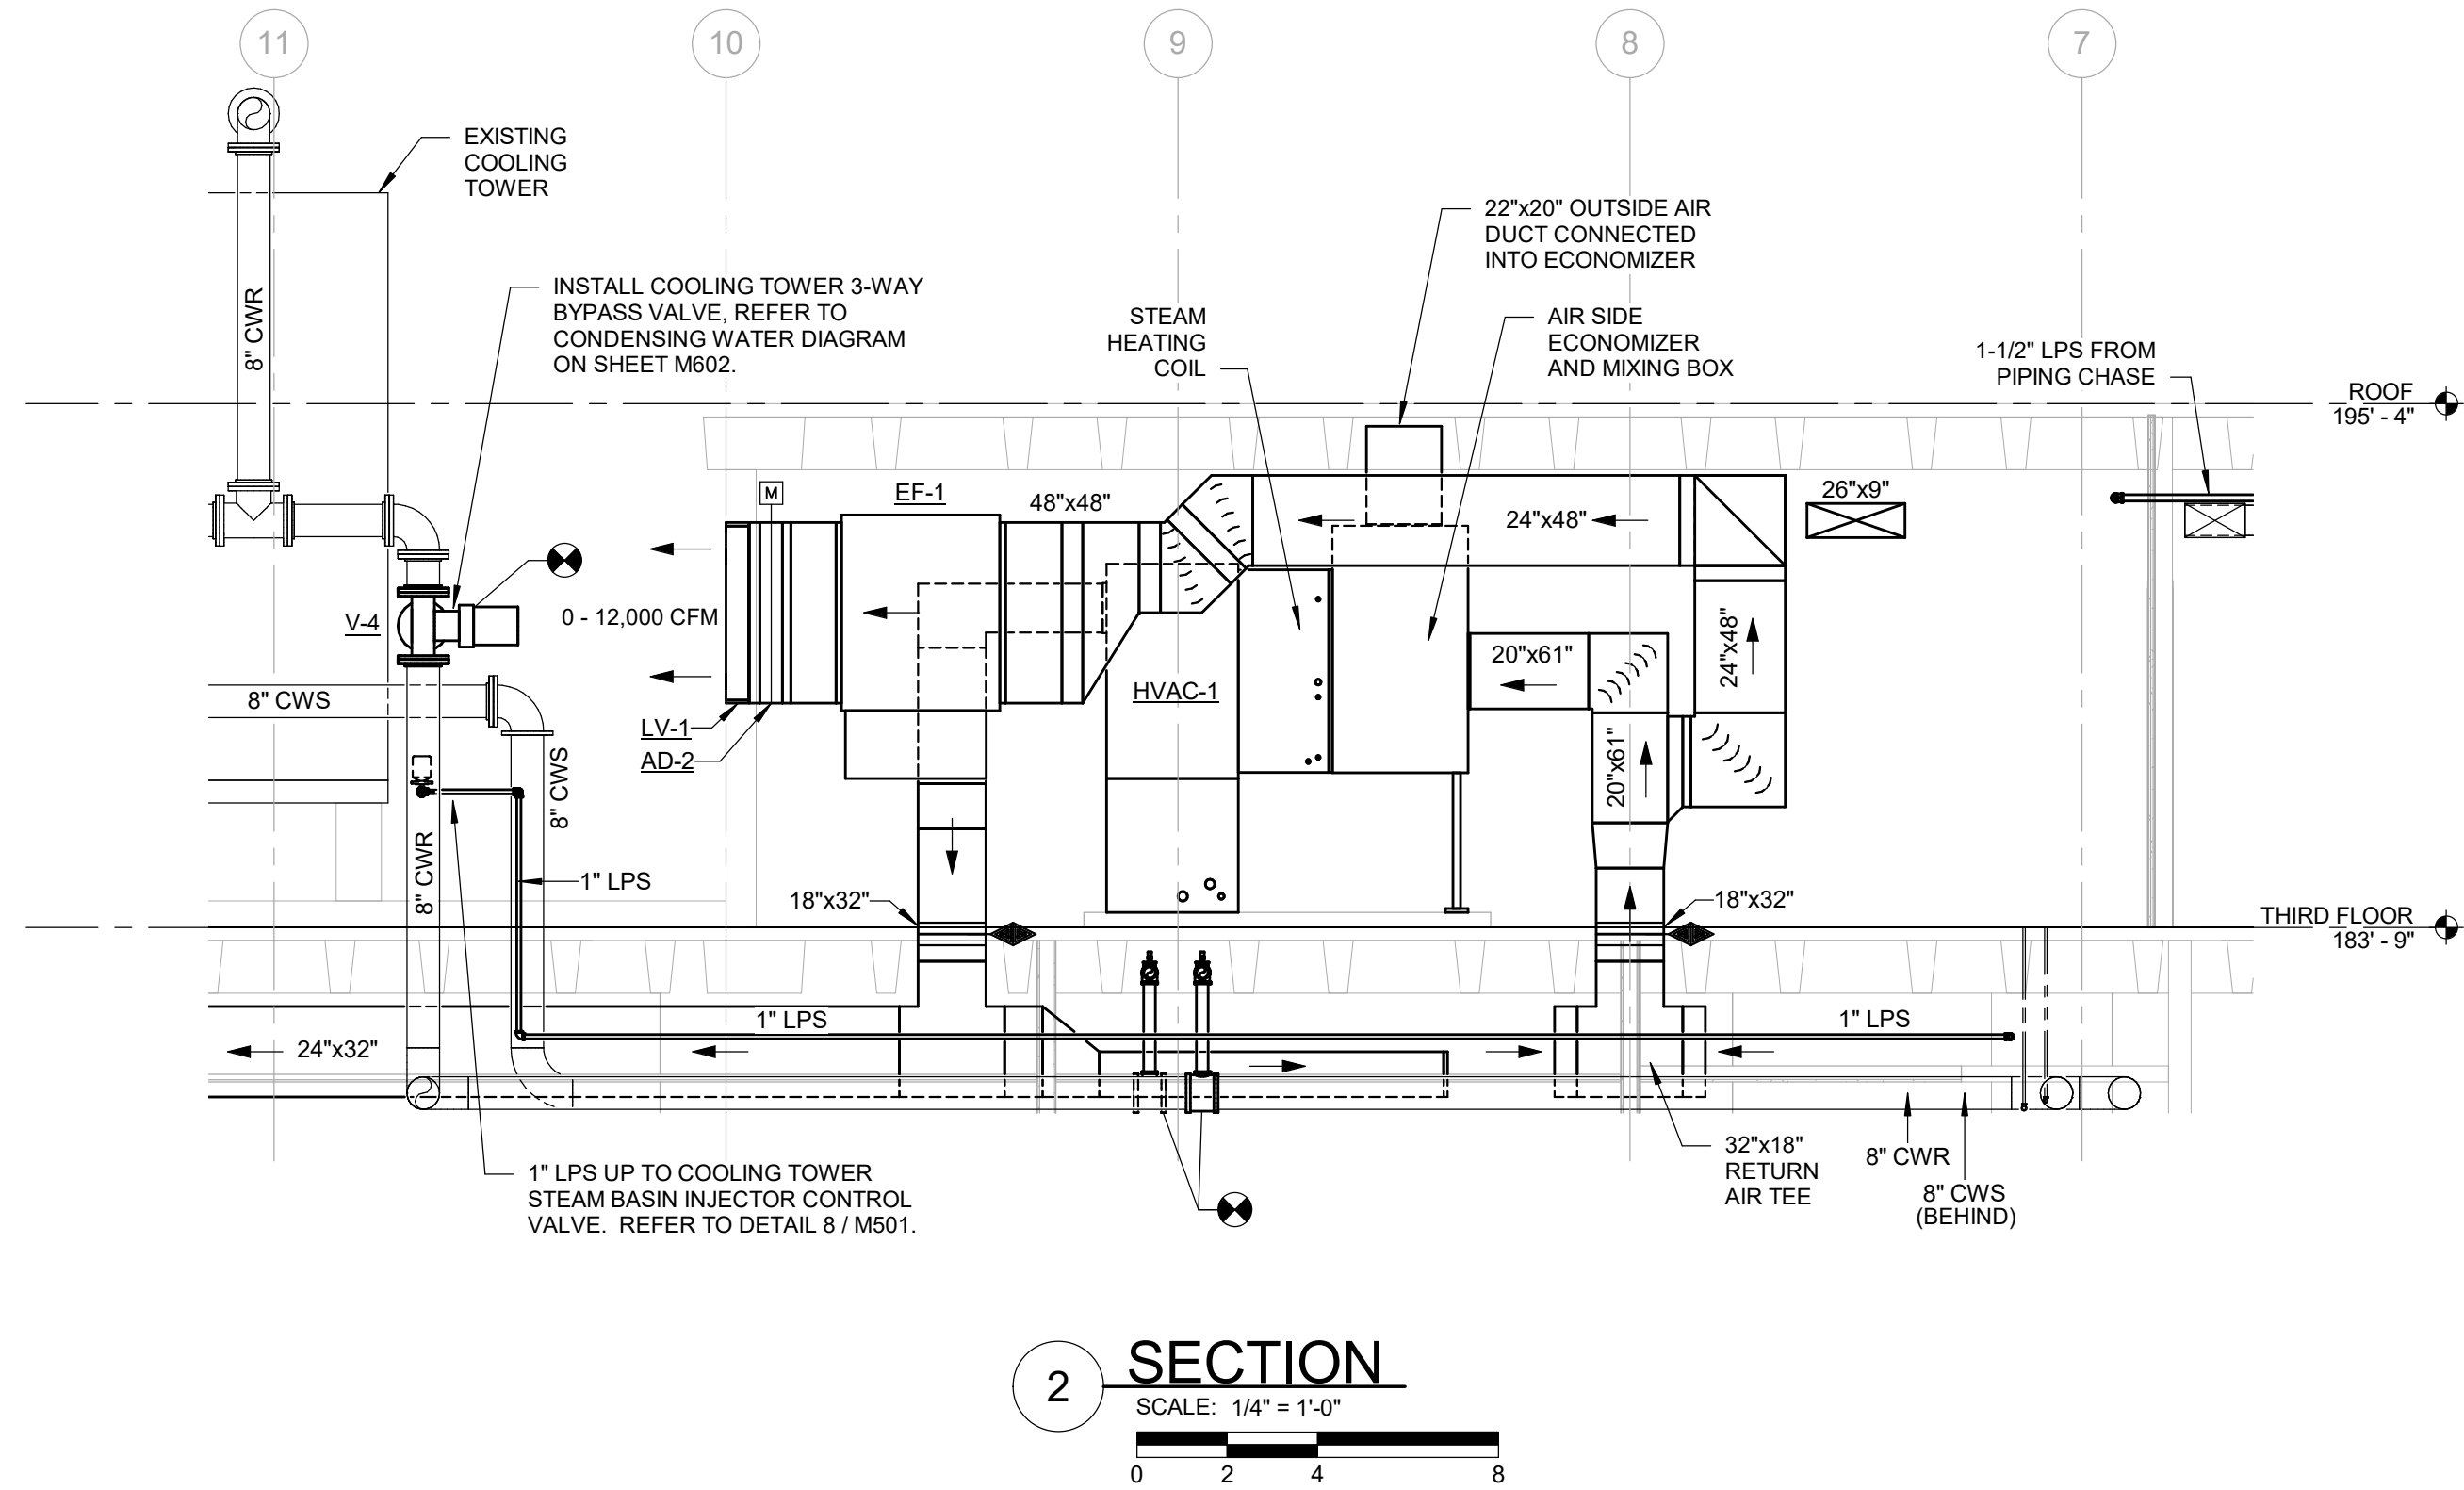 11
10
9
8
7
EXISTING
COOLING
TOWER
22"x20" OUTSIDE AIR
DUCT CONNECTED
INTO ECONOMIZER
INSTALL COOLING TOWER 3-WAY
BYPASS VALVE, REFER TO
CONDENSING WATER DIAGRAM
ON SHEET M602.
STEAM
HEATING
COIL
AIR SIDE
ECONOMIZER
AND MIXING BOX
1-1/2" LPS FROM
PIPING CHASE
ROOF
195' - 4"
8" CWR
M
EF-1
48"x48"
24"x48"
26"x9"
V-4
0 - 12,000 CFM
8" CWS
LV-1
AD-2
HVAC-1
20"x61"
24"x48"
20"x61"
8" CWS
8" CWR
1" LPS
18"x32"
18"x32"
THIRD FLOOR
183' - 9"
1" LPS
1" LPS
24"x32"
32"x18"
RETURN
AIR TEE
8" CWR
8" CWS
(BEHIND)
1" LPS UP TO COOLING TOWER
STEAM BASIN INJECTOR CONTROL
VALVE. REFER TO DETAIL 8 / M501.
2
SECTION
SCALE: 1/4" = 1'-0"
0 2 4 8